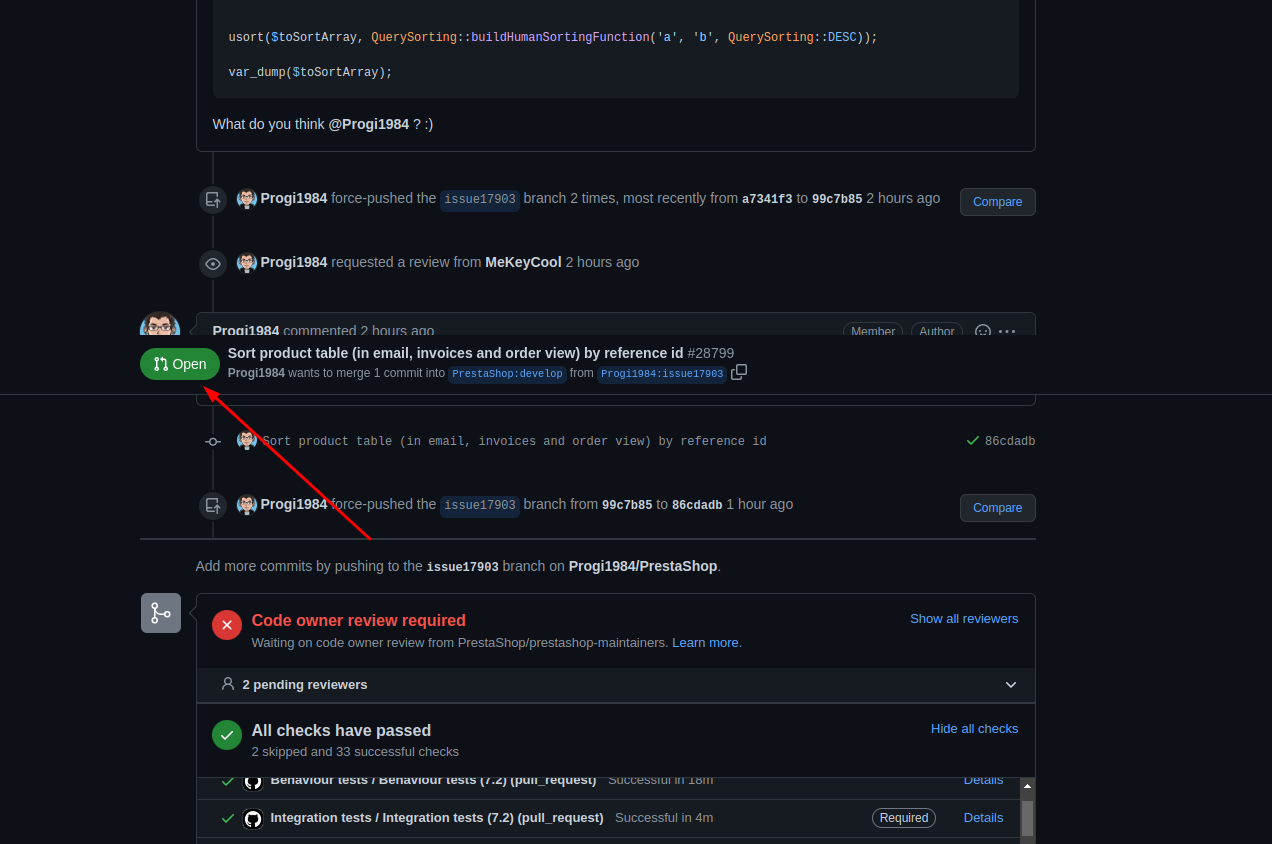 usort($toSortArray, QuerySorting::buildHumanSortingFunction('a', 'b', QuerySorting::DESC));
var_dump($toSortArray);
What do you think @Progi1984 ? :)
Progi1984 force-pushed the issue17903 branch 2 times, most recently from a7341f3 to 99c7b85 2 hours ago
Compare
Progi1984 requested a review from MeKeyCool 2 hours ago
Progi1984 commented 2 hours ago
Member
Author
Open
Sort product table (in email, invoices and order view) by reference id #28799
Progi1984 wants to merge 1 commit into PrestaShop:develop from Progi1984:issue17903
Sort product table (in email, invoices and order view) by reference id
86cdadb
Progi1984 force-pushed the issue17903 branch from 99c7b85 to 86cdadb 1 hour ago
Compare
Add more commits by pushing to the issue17903 branch on Progi1984/PrestaShop.
Code owner review required
Show all reviewers
Waiting on code owner review from PrestaShop/prestashop-maintainers. Learn more.
2 pending reviewers
All checks have passed
Hide all checks
2 skipped and 33 successful checks
Behaviour tests / Behaviour tests (7.2) (pull_request) Successful in 18m
Details
Integration tests / Integration tests (7.2) (pull_request) Successful in 4m
Required
Details